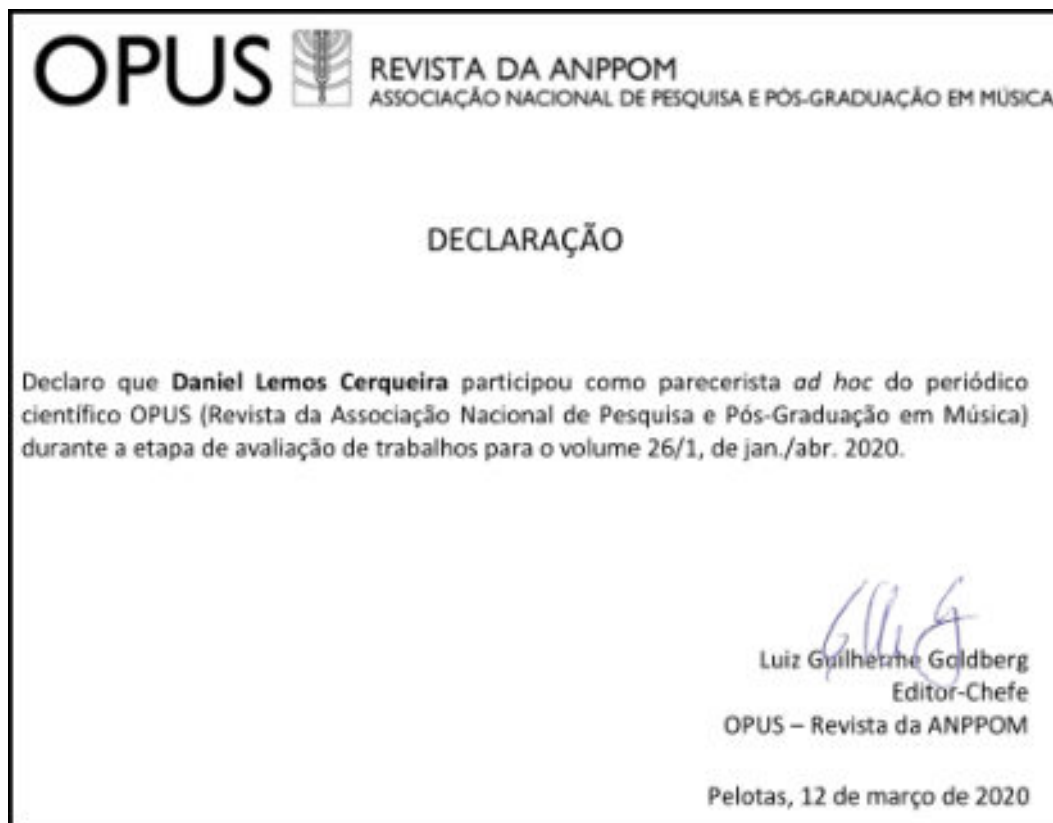 OPUS
REVISTA DA ANPPOM
ASSOCIAÇÃO NACIONAL DE PESQUISA E PÓS-GRADUAÇÃO EM MÚSICA
DECLARAÇÃO
Declaro que Daniel Lemos Cerqueira participou como parecerista ad hoc do periódico
científico OPUS (Revista da Associação Nacional de Pesquisa e Pós-Graduação em Música)
durante a etapa de avaliação de trabalhos para o volume 26/1, de jan./abr. 2020.
Luiz Guilherme Goldberg
Editor-Chefe
OPUS – Revista da ANPPOM
Pelotas, 12 de março de 2020